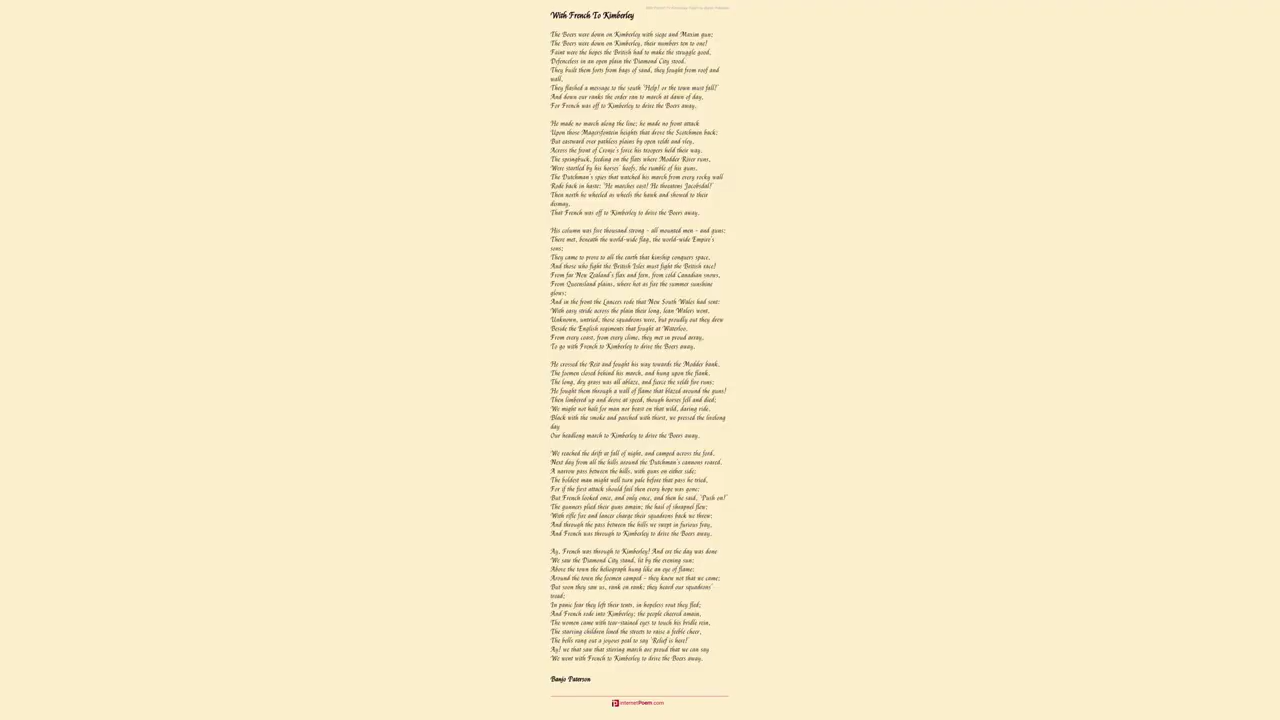 With French To Kimberley
The Boers were down on Kimberley with siege and Maxim gun;
The Boers were down on Kimberley, their numbers ten to one!
Faint were the hopes the British had to make the struggle good,
Defenceless in an open plain the Diamond City stood.
They built them forts from bags of sand, they fought from roof and
wall,
They flashed a message to the south 'Help! or the town must fall!'
And down our ranks the order ran to march at dawn of day,
For French was off to Kimberley to drive the Boers away.
He made no march along the line; he made no front attack
Upon those Magersfontein heights that drove the Scotchmen back;
But eastward over pathless plains by open veldt and vley,
Across the front of Cronje's force his troopers held their way.
The springbuck, feeding on the flats where Modder River runs,
Were startled by his horses' hoofs, the rumble of his guns.
The Dutchman's spies that watched his march from every rocky wall
Rode back in haste: 'He marches east! He threatens Jacobsdal!'
Then north he wheeled as wheels the hawk and showed to their
dismay,
That French was off to Kimberley to drive the Boers away.
His column was five thousand strong - all mounted men - and guns:
There met, beneath the world-wide flag, the world-wide Empire's
sons;
They came to prove to all the earth that kinship conquers space,
And those who fight the British Isles must fight the British race!
From far New Zealand's flax and fern, from cold Canadian snows,
From Queensland plains, where hot as fire the summer sunshine
glows;
And in the front the Lancers rode that New South Wales had sent:
With easy stride across the plain their long, lean Walers went.
Unknown, untried, those squadrons were, but proudly out they drew
Beside the English regiments that fought at Waterloo.
From every coast, from every clime, they met in proud array,
To go with French to Kimberley to drive the Boers away.
He crossed the Reit and fought his way towards the Modder bank.
The foemen closed behind his march, and hung upon the flank.
The long, dry grass was all ablaze, and fierce the veldt fire runs;
He fought them through a wall of flame that blazed around the guns!
Then limbered up and drove at speed, though horses fell and died;
We might not halt for man nor beast on that wild, daring ride.
Black with the smoke and parched with thirst, we pressed the livelong
day
Our headlong march to Kimberley to drive the Boers away.
We reached the drift at fall of night, and camped across the ford.
Next day from all the hills around the Dutchman's cannons roared.
A narrow pass between the hills, with guns on either side;
The boldest man might well turn pale before that pass he tried,
For if the first attack should fail then every hope was gone:
But French looked once, and only once, and then he said, 'Push on!'
The gunners plied their guns amain; the hail of shrapnel flew;
With rifle fire and lancer charge their squadrons back we threw;
And through the pass between the hills we swept in furious fray,
And French was through to Kimberley to drive the Boers away.
Ay, French was through to Kimberley! And ere the day was done
We saw the Diamond City stand, lit by the evening sun:
Above the town the heliograph hung like an eye of flame:
Around the town the foemen camped - they knew not that we came;
But soon they saw us, rank on rank; they heard our squadrons'
tread;
In panic fear they left their tents, in hopeless rout they fled;
And French rode into Kimberley; the people cheered amain,
The women came with tear-stained eyes to touch his bridle rein,
The starving children lined the streets to raise a feeble cheer,
The bells rang out a joyous peal to say 'Relief is here!'
Ay! we that saw that stirring march are proud that we can say
We went with French to Kimberley to drive the Boers away.
Banjo Paterson
InternetPoem.com